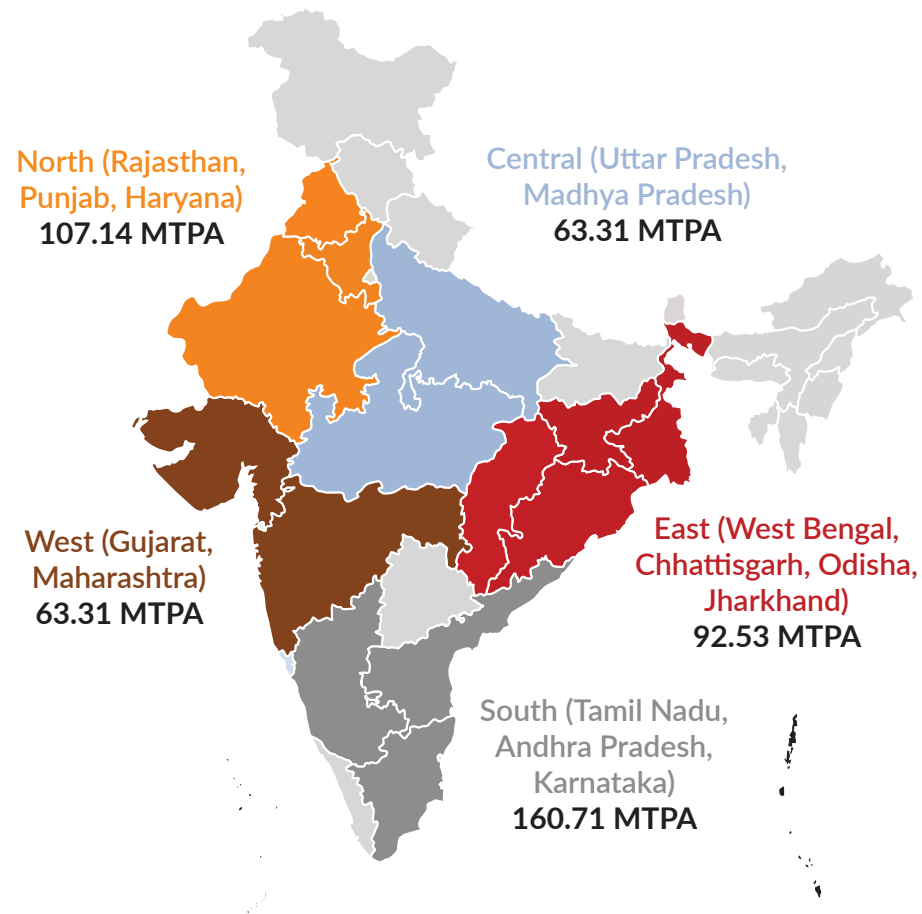 North (Rajasthan,
Punjab, Haryana)
107.14 MTPA
Central (Uttar Pradesh,
Madhya Pradesh)
63.31 MTPA
West (Gujarat,
Maharashtra)
63.31 MTPA
East (West Bengal,
Chhattisgarh, Odisha,
Jharkhand)
92.53 MTPA
South (Tamil Nadu,
Andhra Pradesh,
Karnataka)
160.71 MTPA